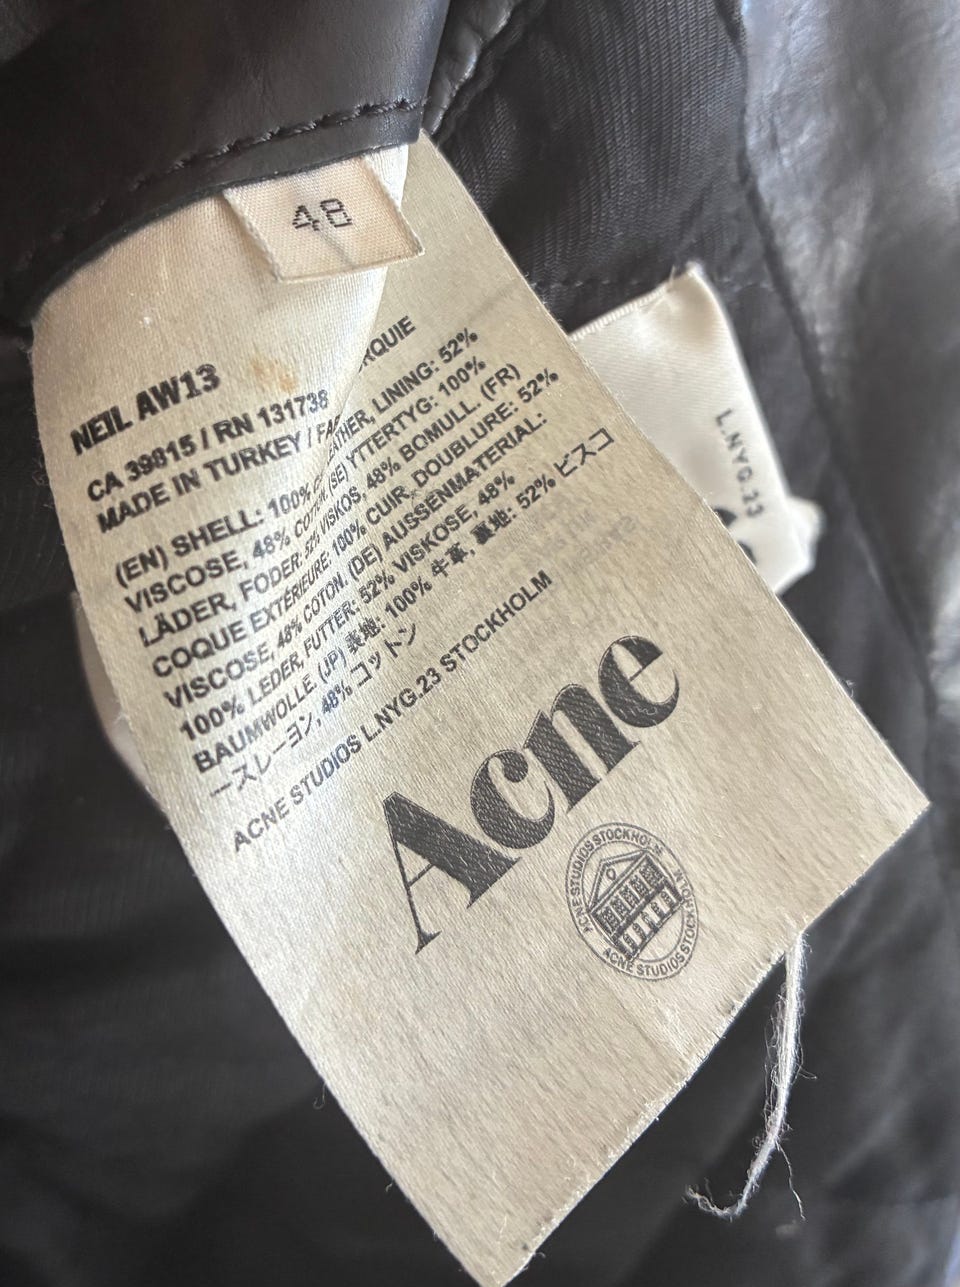 48
NEIL AW13
CA 39815 / RN 131738
MADE IN TURKEY / FA RQUIE
(EN) SHELL: 100% EATHER, LINING: 52%
VISCOSE, 48% COTTON. (SE) YTTERTYG: 100%
LÄDER, FODER: 52% VISKOS, 48% BOMULL. (FR)
COQUE EXTÉRIEURE: 100% CUIR, DOUBLURE: 52%
VISCOSE, 48% COTON. (DE) AUSSENMATERIAL:
100% LEDER, FUTTER: 52% VISKOSE, 48%
BAUMWOLLE. (JP) 表地: 100% 牛革, 裏地: 52% ビスコ
ースレーヨン, 48% コットン
ACNE STUDIOS L.NYG.23 STOCKHOLM
Acne
ACNE STUDIOS STOCKHOLM
ACNE STUDIOS STOCKHOLM
L.NYG.23